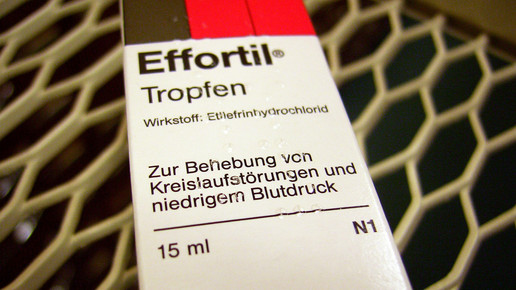 Effortil®
Tropfen
Wirkstoff: Etilefrinhydrochlorid
Zur Behebung von
Kreislaufstörungen und
niedrigem Blutdruck
15 ml N1